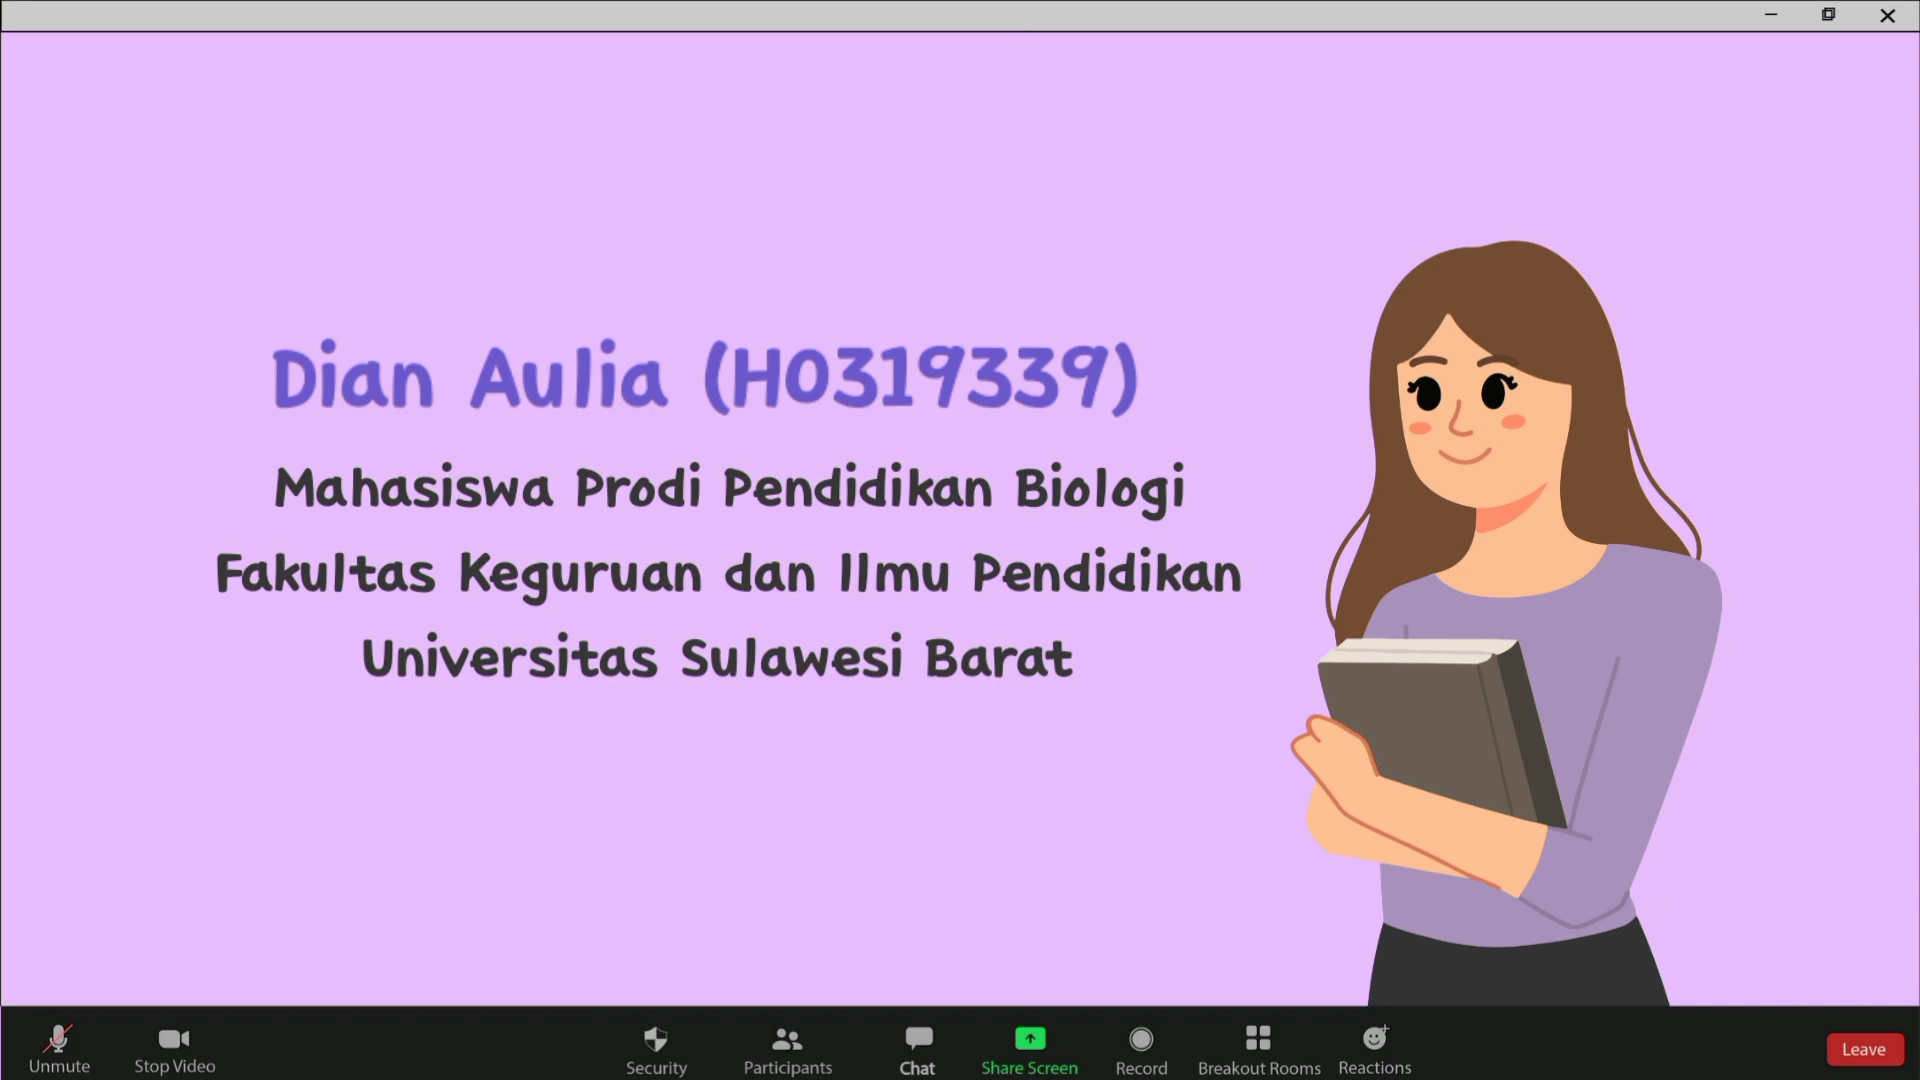 Dian Aulia (H0319339)
Mahasiswa Prodi Pendidikan Biologi
Fakultas Keguruan dan Ilmu Pendidikan
Universitas Sulawesi Barat
Unmute
Stop Video
Security
Participants
Chat
Share Screen
Record
Breakout Rooms
Reactions
Leave